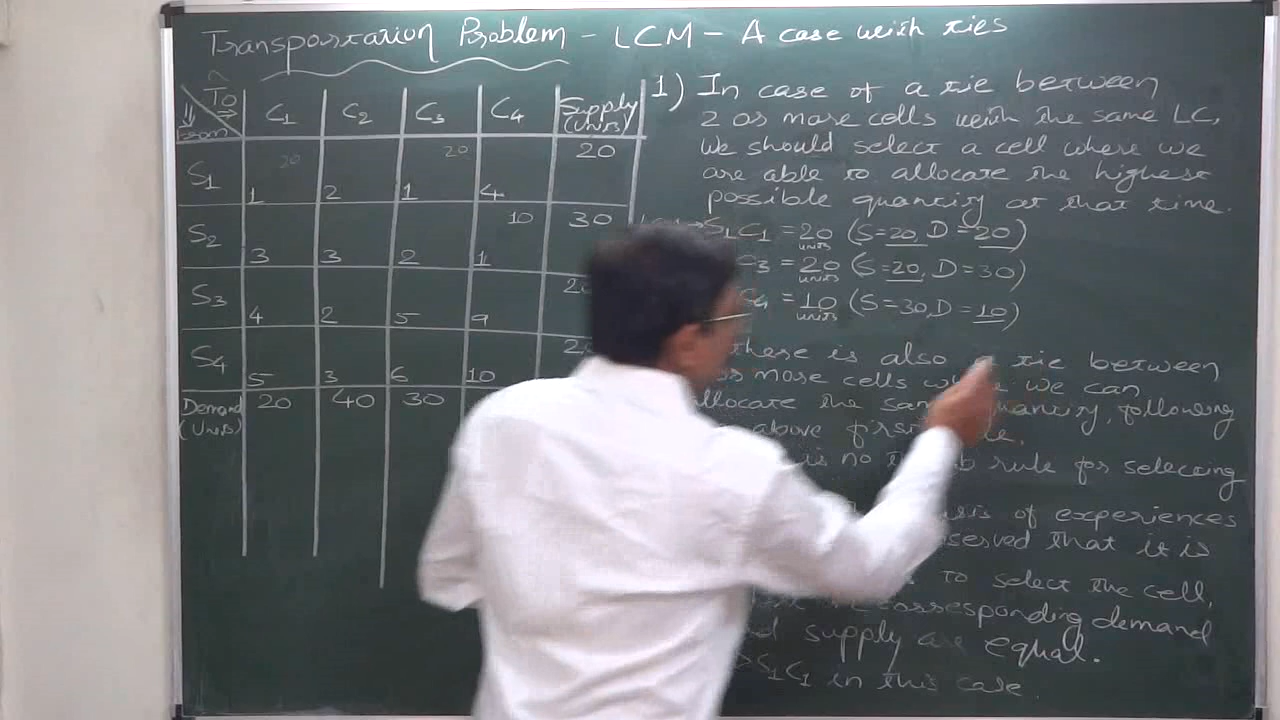 Transportation Problem - LCM - A case with ties
To
From
C1 C2 C3 C4 Supply
(Units)
20 20 20
S1
1 2 1 4
10 30
S2
3 3 2 1
S3
4 2 5 9
S4
5 3 6 10
Demand 20 40 30
(Units)
1) In case of a tie between
2 or more cells with the same LC,
we should select a cell where we
are able to allocate the highest
possible quantity at that time.
S1C1 = 20 (S=20, D=20)
units
3 = 20 (S=20, D=30)
units
4 = 10 (S=30, D=10)
units
there is also tie between
or more cells we can
allocate the quantity, following
above
is no rule for selecting
of experiences
that it is
to select the cell,
corresponding demand
supply are equal.
S1C1 in this case.